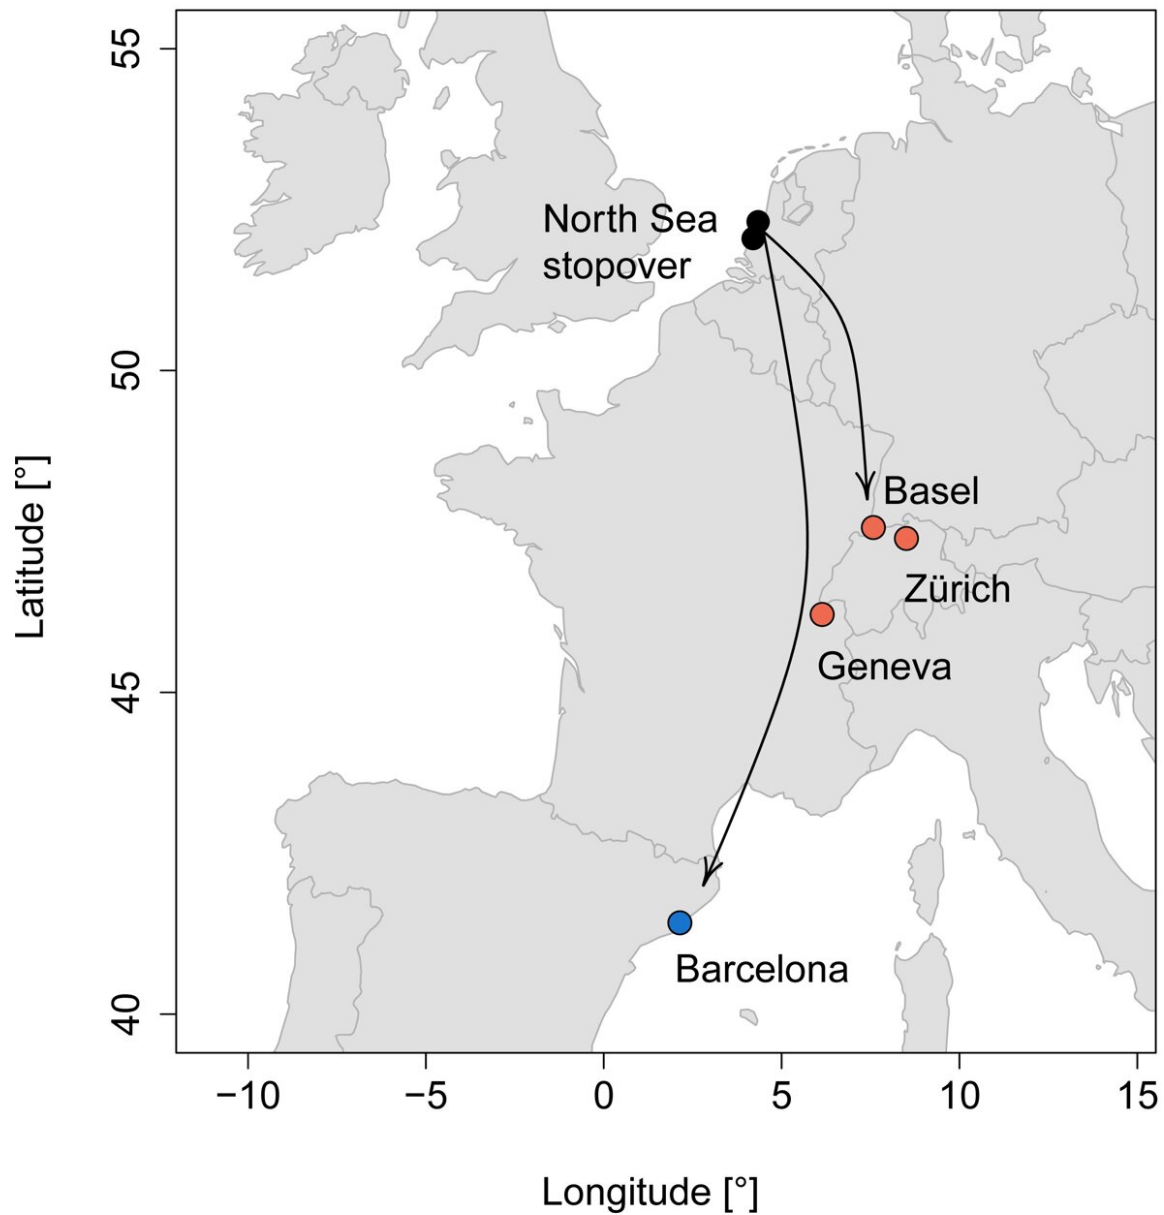 55
North Sea
stopover
50
Latitude [°]
Basel
Zürich
Geneva
45
Barcelona
40
−10 −5 0 5 10 15
Longitude [°]